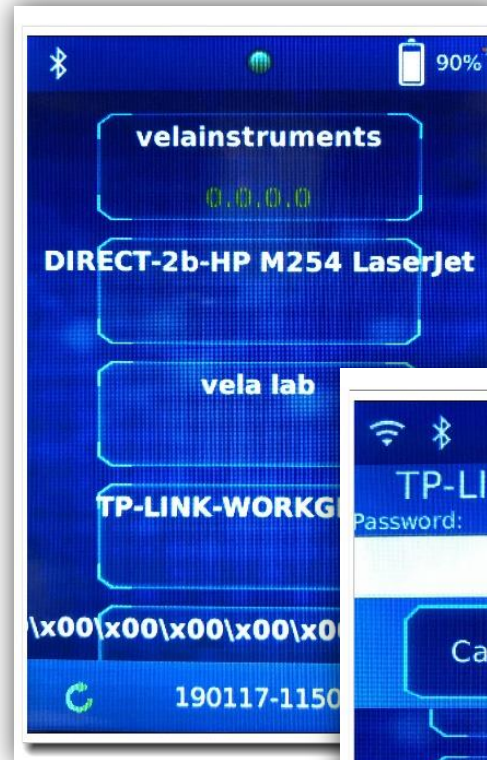 90%
velainstruments
0.0.0.0
DIRECT-2b-HP M254 LaserJet
vela lab
TP-LINK-WORKG
\x00\x00\x00\x00\x0
190117-1150
TP-LI
Password:
Ca